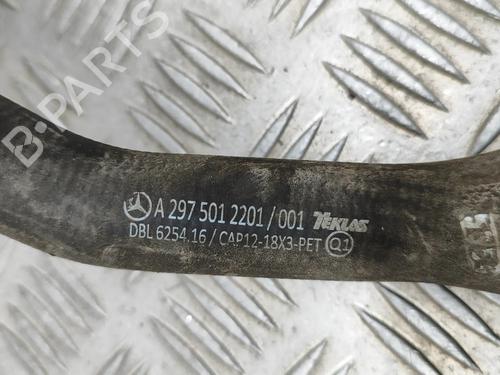 B-PARTS
A 297 501 2201 / 001 TEKLAS
DBL 6254.16 / CAP12-18X3-PET Q1